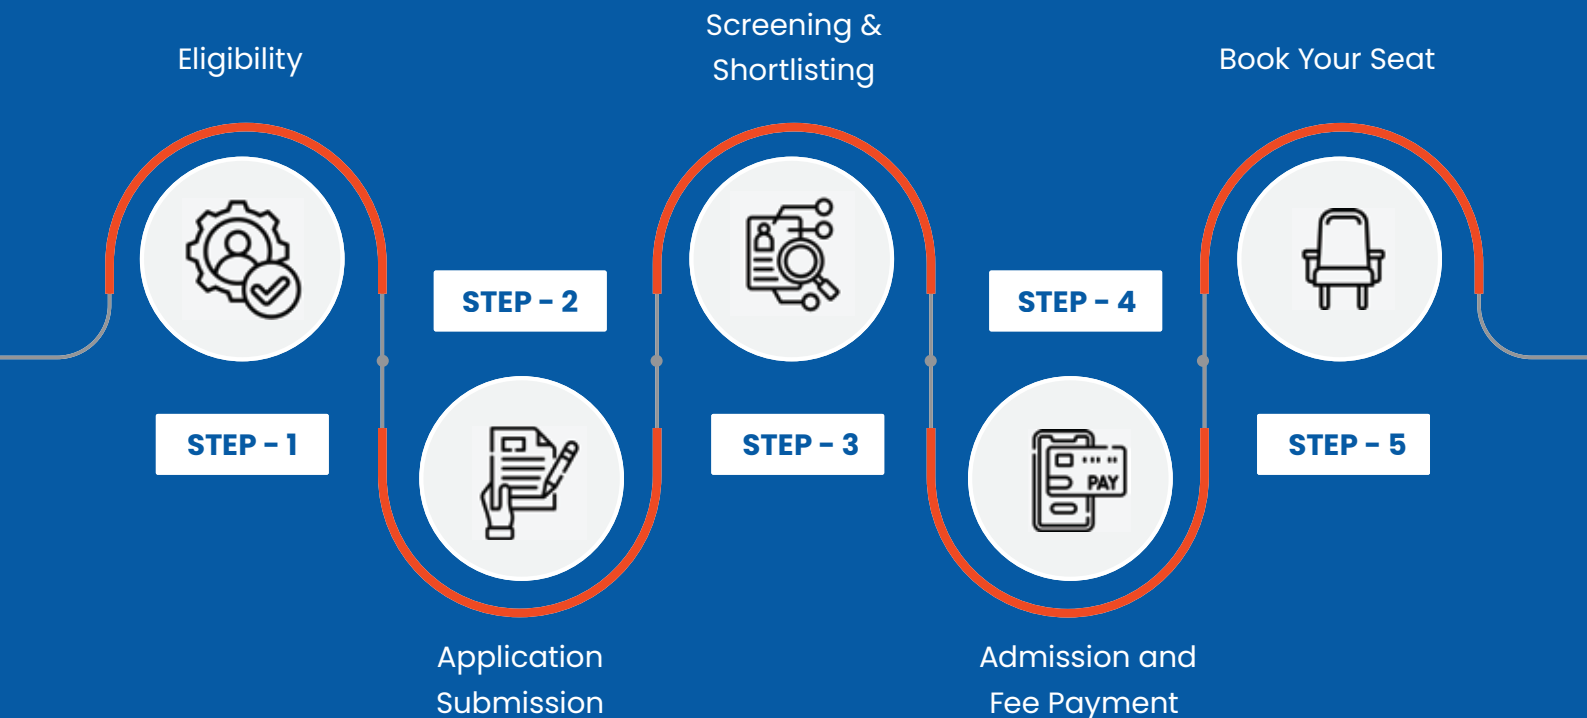 Eligibility
STEP – 1
STEP – 2
Application
Submission
Screening &
Shortlisting
STEP – 3
STEP – 4
PAY
Admission and
Fee Payment
Book Your Seat
STEP – 5